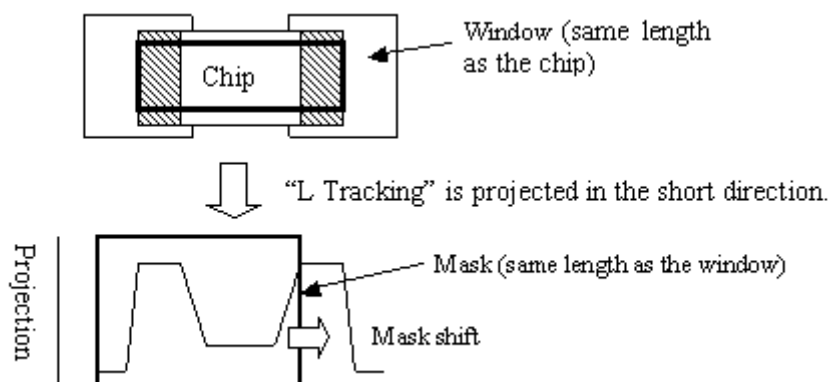 Window (same length
as the chip)
Chip
“L Tracking” is projected in the short direction.
Projection
Mask (same length as the window)
Mask shift